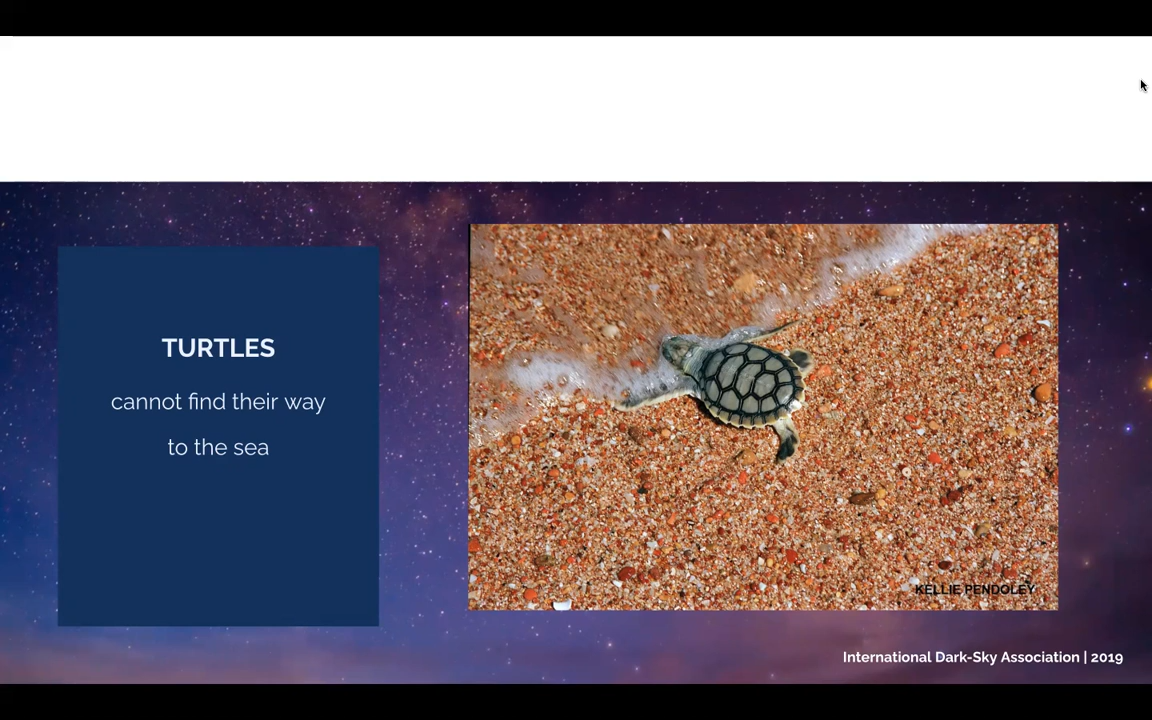 TURTLES
cannot find their way
to the sea
KELLIE PENDOLEY
International Dark-Sky Association | 2019